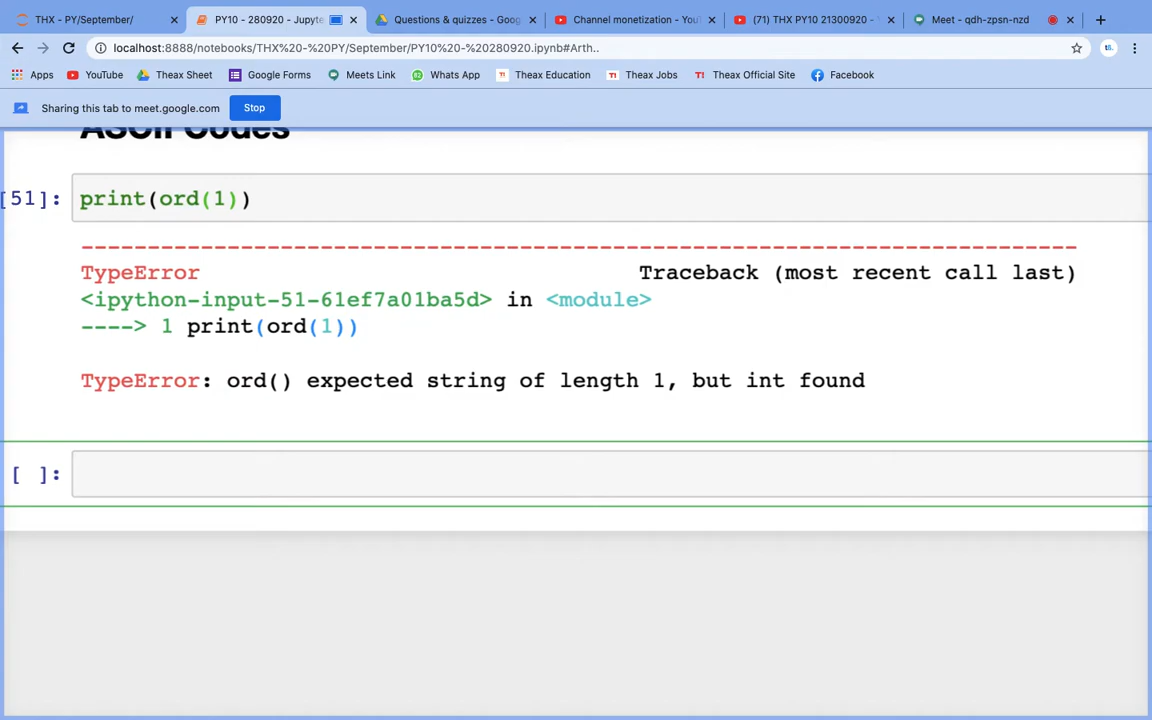 THX - PY/September/
PY10 - 280920 - Jupyte
Questions & quizzes - Goog
Channel monetization - You
(71) THX PY10 21300920 -
Meet - qdh-zpsn-nzd
localhost:8888/notebooks/THX%20-%20PY/September/PY10%20-%20280920.ipynb#Arth..
t&.
Apps
YouTube
Theax Sheet
Google Forms
Meets Link
Whats App
Theax Education
Theax Jobs
Theax Official Site
Facebook
Sharing this tab to meet.google.com
Stop
ASCII Codes
[51]:
print(ord(1))
---------------------------------------------------------------------------
TypeError Traceback (most recent call last)
<ipython-input-51-61ef7a01ba5d> in <module>
----> 1 print(ord(1))
TypeError: ord() expected string of length 1, but int found
[ ]: